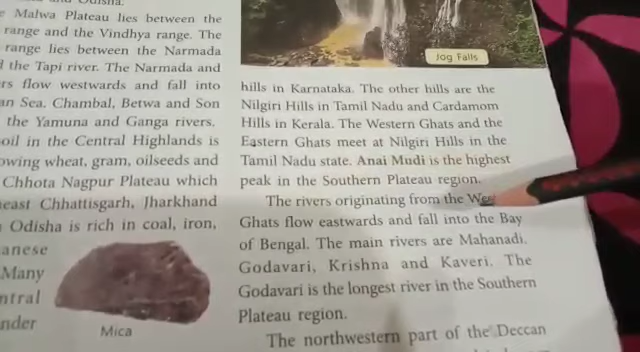 Malwa Plateau lies between the
range and the Vindhya range. The
range lies between the Narmada
the Tapi river. The Narmada and
flow westwards and fall into
Sea. Chambal, Betwa and Son
the Yamuna and Ganga rivers.
in the Central Highlands is
wheat, gram, oilseeds and
Chhota Nagpur Plateau which
Chhattisgarh, Jharkhand
Odisha is rich in coal, iron,
Many
Mica
Jog Falls
hills in Karnataka. The other hills are the
Nilgiri Hills in Tamil Nadu and Cardamom
Hills in Kerala. The Western Ghats and the
Eastern Ghats meet at Nilgiri Hills in the
Tamil Nadu state. Anai Mudi is the highest
peak in the Southern Plateau region.
The rivers originating from the
Ghats flow eastwards and fall into the Bay
of Bengal. The main rivers are Mahanadi,
Godavari, Krishna and Kaveri. The
Godavari is the longest river in the Southern
Plateau region.
The northwestern part of the Deccan